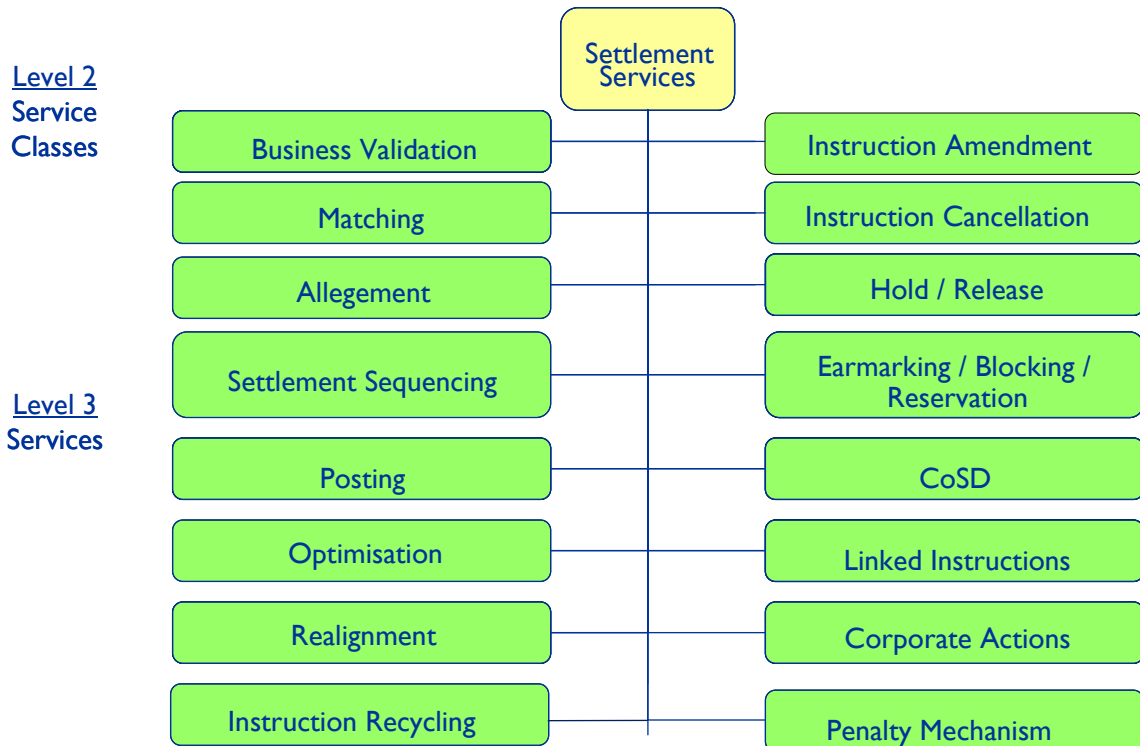 Settlement
Services
Level 2
Service
Classes
Business Validation
Instruction Amendment
Matching
Instruction Cancellation
Allegement
Hold / Release
Settlement Sequencing
Earmarking / Blocking /
Reservation
Level 3
Services
Posting
CoSD
Optimisation
Linked Instructions
Realignment
Corporate Actions
Instruction Recycling
Penalty Mechanism